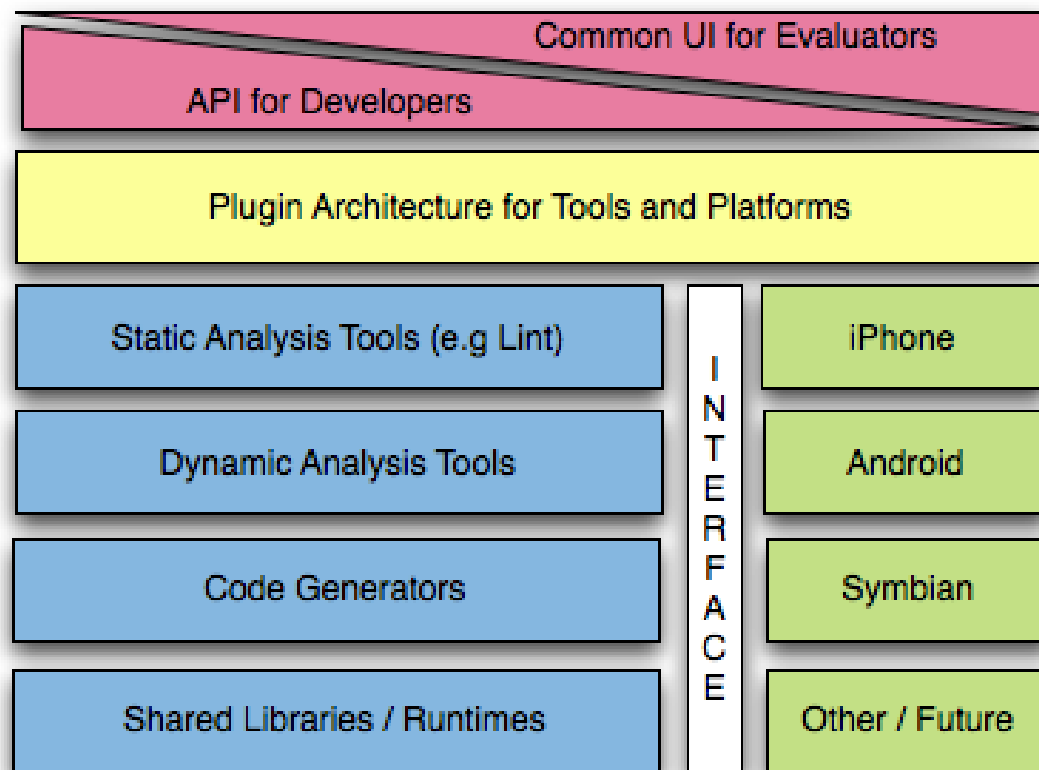 Common UI for Evaluators
API for Developers
Plugin Architecture for Tools and Platforms
Static Analysis Tools (e.g Lint)
iPhone
Dynamic Analysis Tools
Android
Code Generators
Symbian
Shared Libraries / Runtimes
Other / Future
INTERFACE